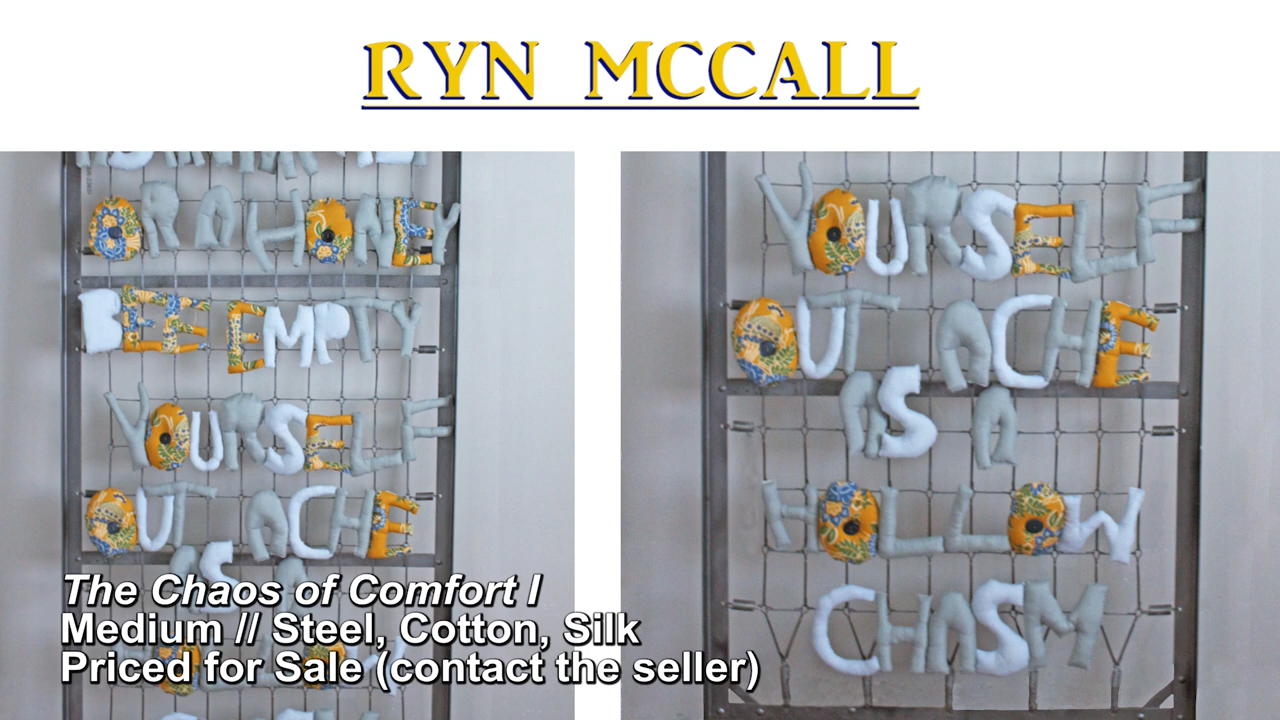 RYN MCCALL
OR A HONEY
BEE EMPTY
YOURSELF
OUT ACHE
AS A
YOURSELF
OUT ACHE
AS A
HOLLOW
CHASM
The Chaos of Comfort I
Medium // Steel, Cotton, Silk
Priced for Sale (contact the seller)